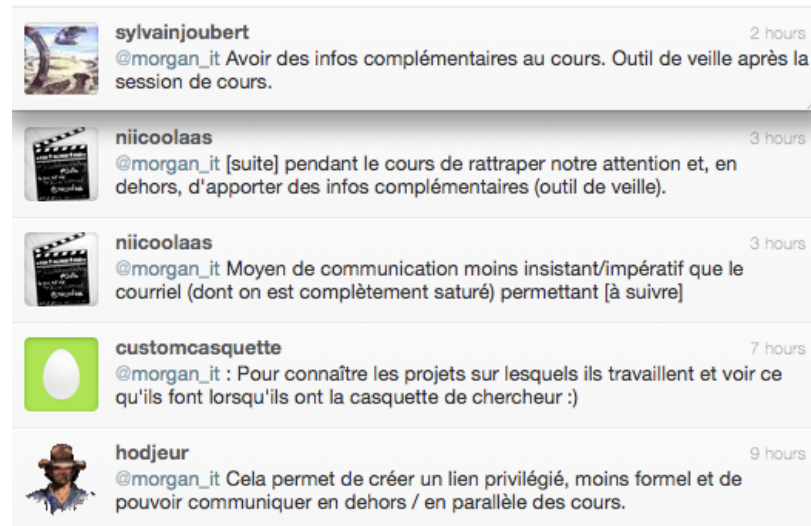 sylvainjoubert 2 hours
@morgan_it Avoir des infos complémentaires au cours. Outil de veille après la
session de cours.
niicoolaas 3 hours
@morgan_it [suite] pendant le cours de rattraper notre attention et, en
dehors, d'apporter des infos complémentaires (outil de veille).
niicoolaas 3 hours
@morgan_it Moyen de communication moins insistant/impératif que le
courriel (dont on est complètement saturé) permettant [à suivre]
customcasquette 7 hours
@morgan_it : Pour connaître les projets sur lesquels ils travaillent et voir ce
qu'ils font lorsqu'ils ont la casquette de chercheur :)
hodjeur 9 hours
@morgan_it Cela permet de créer un lien privilégié, moins formel et de
pouvoir communiquer en dehors / en parallèle des cours.